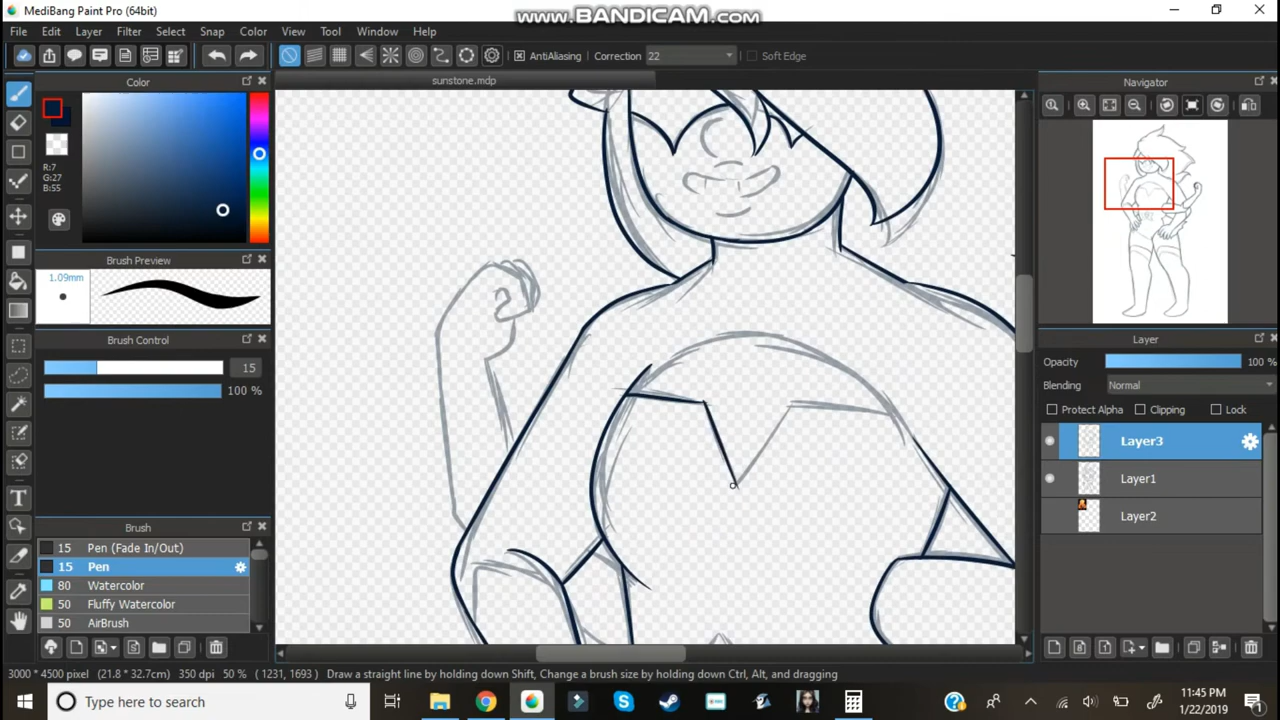 MediBang Paint Pro (64bit)
www.BANDICAM.com
File Edit Layer Filter Select Snap Color View Tool Window Help
AntiAliasing Correction 22 Soft Edge
Color
sunstone.mdp
Navigator
R:7
G:27
B:55
Brush Preview
1.09mm
Brush Control
15
100 %
Layer
Opacity 100 %
Blending Normal
Protect Alpha Clipping Lock
Layer3
Layer1
Layer2
Brush
15 Pen (Fade In/Out)
15 Pen
80 Watercolor
50 Fluffy Watercolor
50 AirBrush
3000 * 4500 pixel (21.8 * 32.7cm) 350 dpi 50 % ( 1231, 1693 ) Draw a straight line by holding down Shift, Change a brush size by holding down Ctrl, Alt, and dragging
Type here to search
11:45 PM
1/22/2019